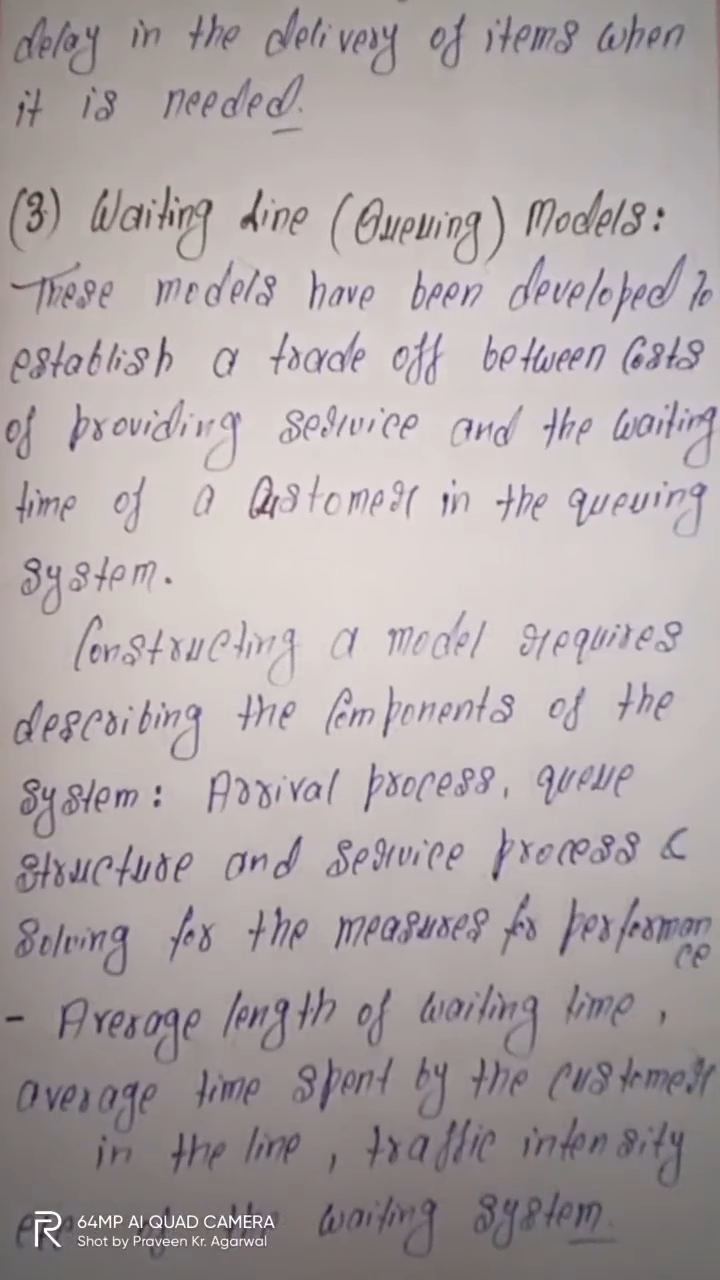 delay in the delivery of items when
it is needed.
(3) Waiting Line (Queuing) Models:
These models have been developed to
establish a trade off between Costs
of providing service and the waiting
time of a Customer in the queuing
system.
Constructing a model requires
describing the Components of the
system: Arrival process, queue
structure and service process &
Solving for the measures for performan
ce
- Average length of waiting time,
average time spent by the customer
in the line, traffic intensity
waiting system.
64MP AI QUAD CAMERA
Shot by Praveen Kr. Agarwal